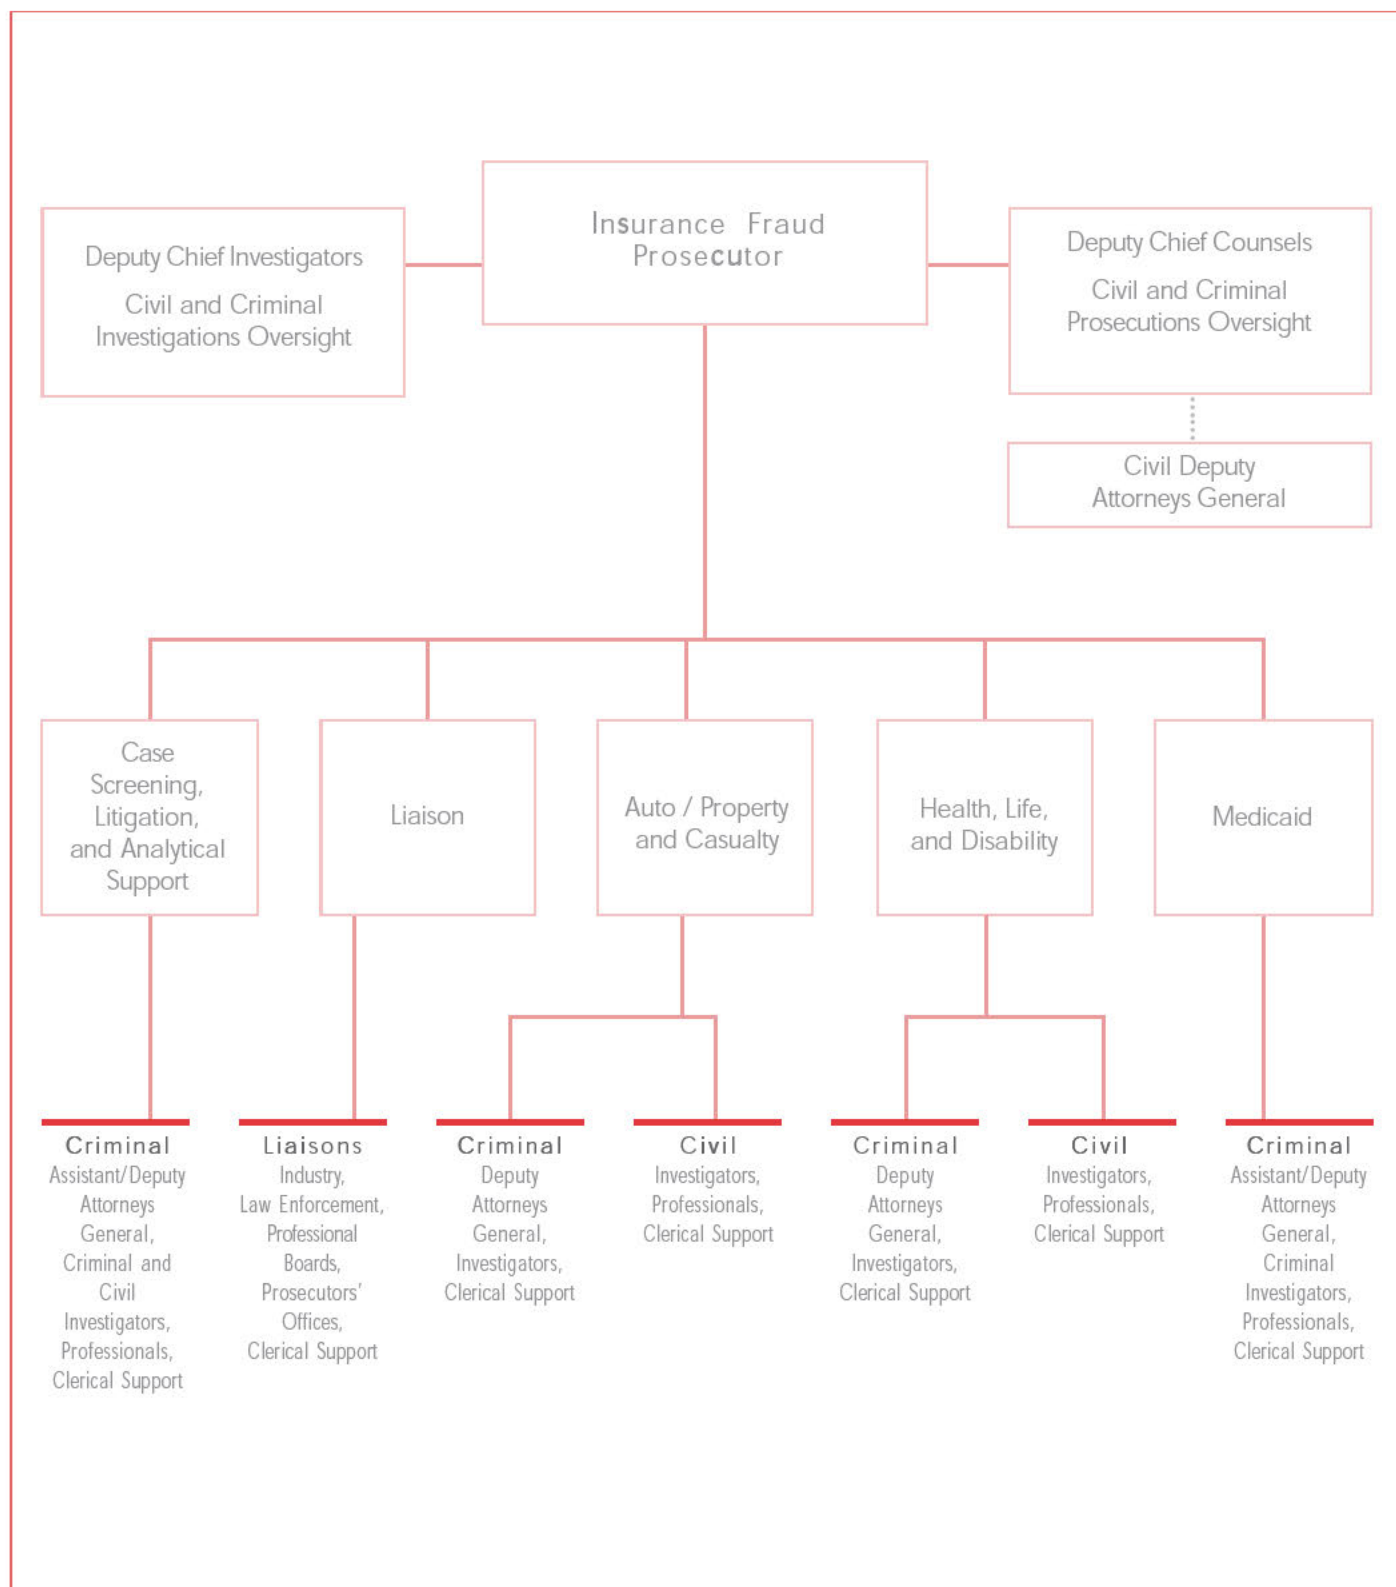 Insurance Fraud
Prosecutor
Deputy Chief Investigators
Civil and Criminal
Investigations Oversight
Deputy Chief Counsels
Civil and Criminal
Prosecutions Oversight
Civil Deputy
Attorneys General
Case
Screening,
Litigation,
and Analytical
Support
Liaison
Auto / Property
and Casualty
Health, Life,
and Disability
Medicaid
Criminal
Assistant/Deputy
Attorneys
General,
Criminal and
Civil
Investigators,
Professionals,
Clerical Support
Liaisons
Industry,
Law Enforcement,
Professional
Boards,
Prosecutors'
Offices,
Clerical Support
Criminal
Deputy
Attorneys
General,
Investigators,
Clerical Support
Civil
Investigators,
Professionals,
Clerical Support
Criminal
Deputy
Attorneys
General,
Investigators,
Clerical Support
Civil
Investigators,
Professionals,
Clerical Support
Criminal
Assistant/Deputy
Attorneys
General,
Criminal
Investigators,
Professionals,
Clerical Support